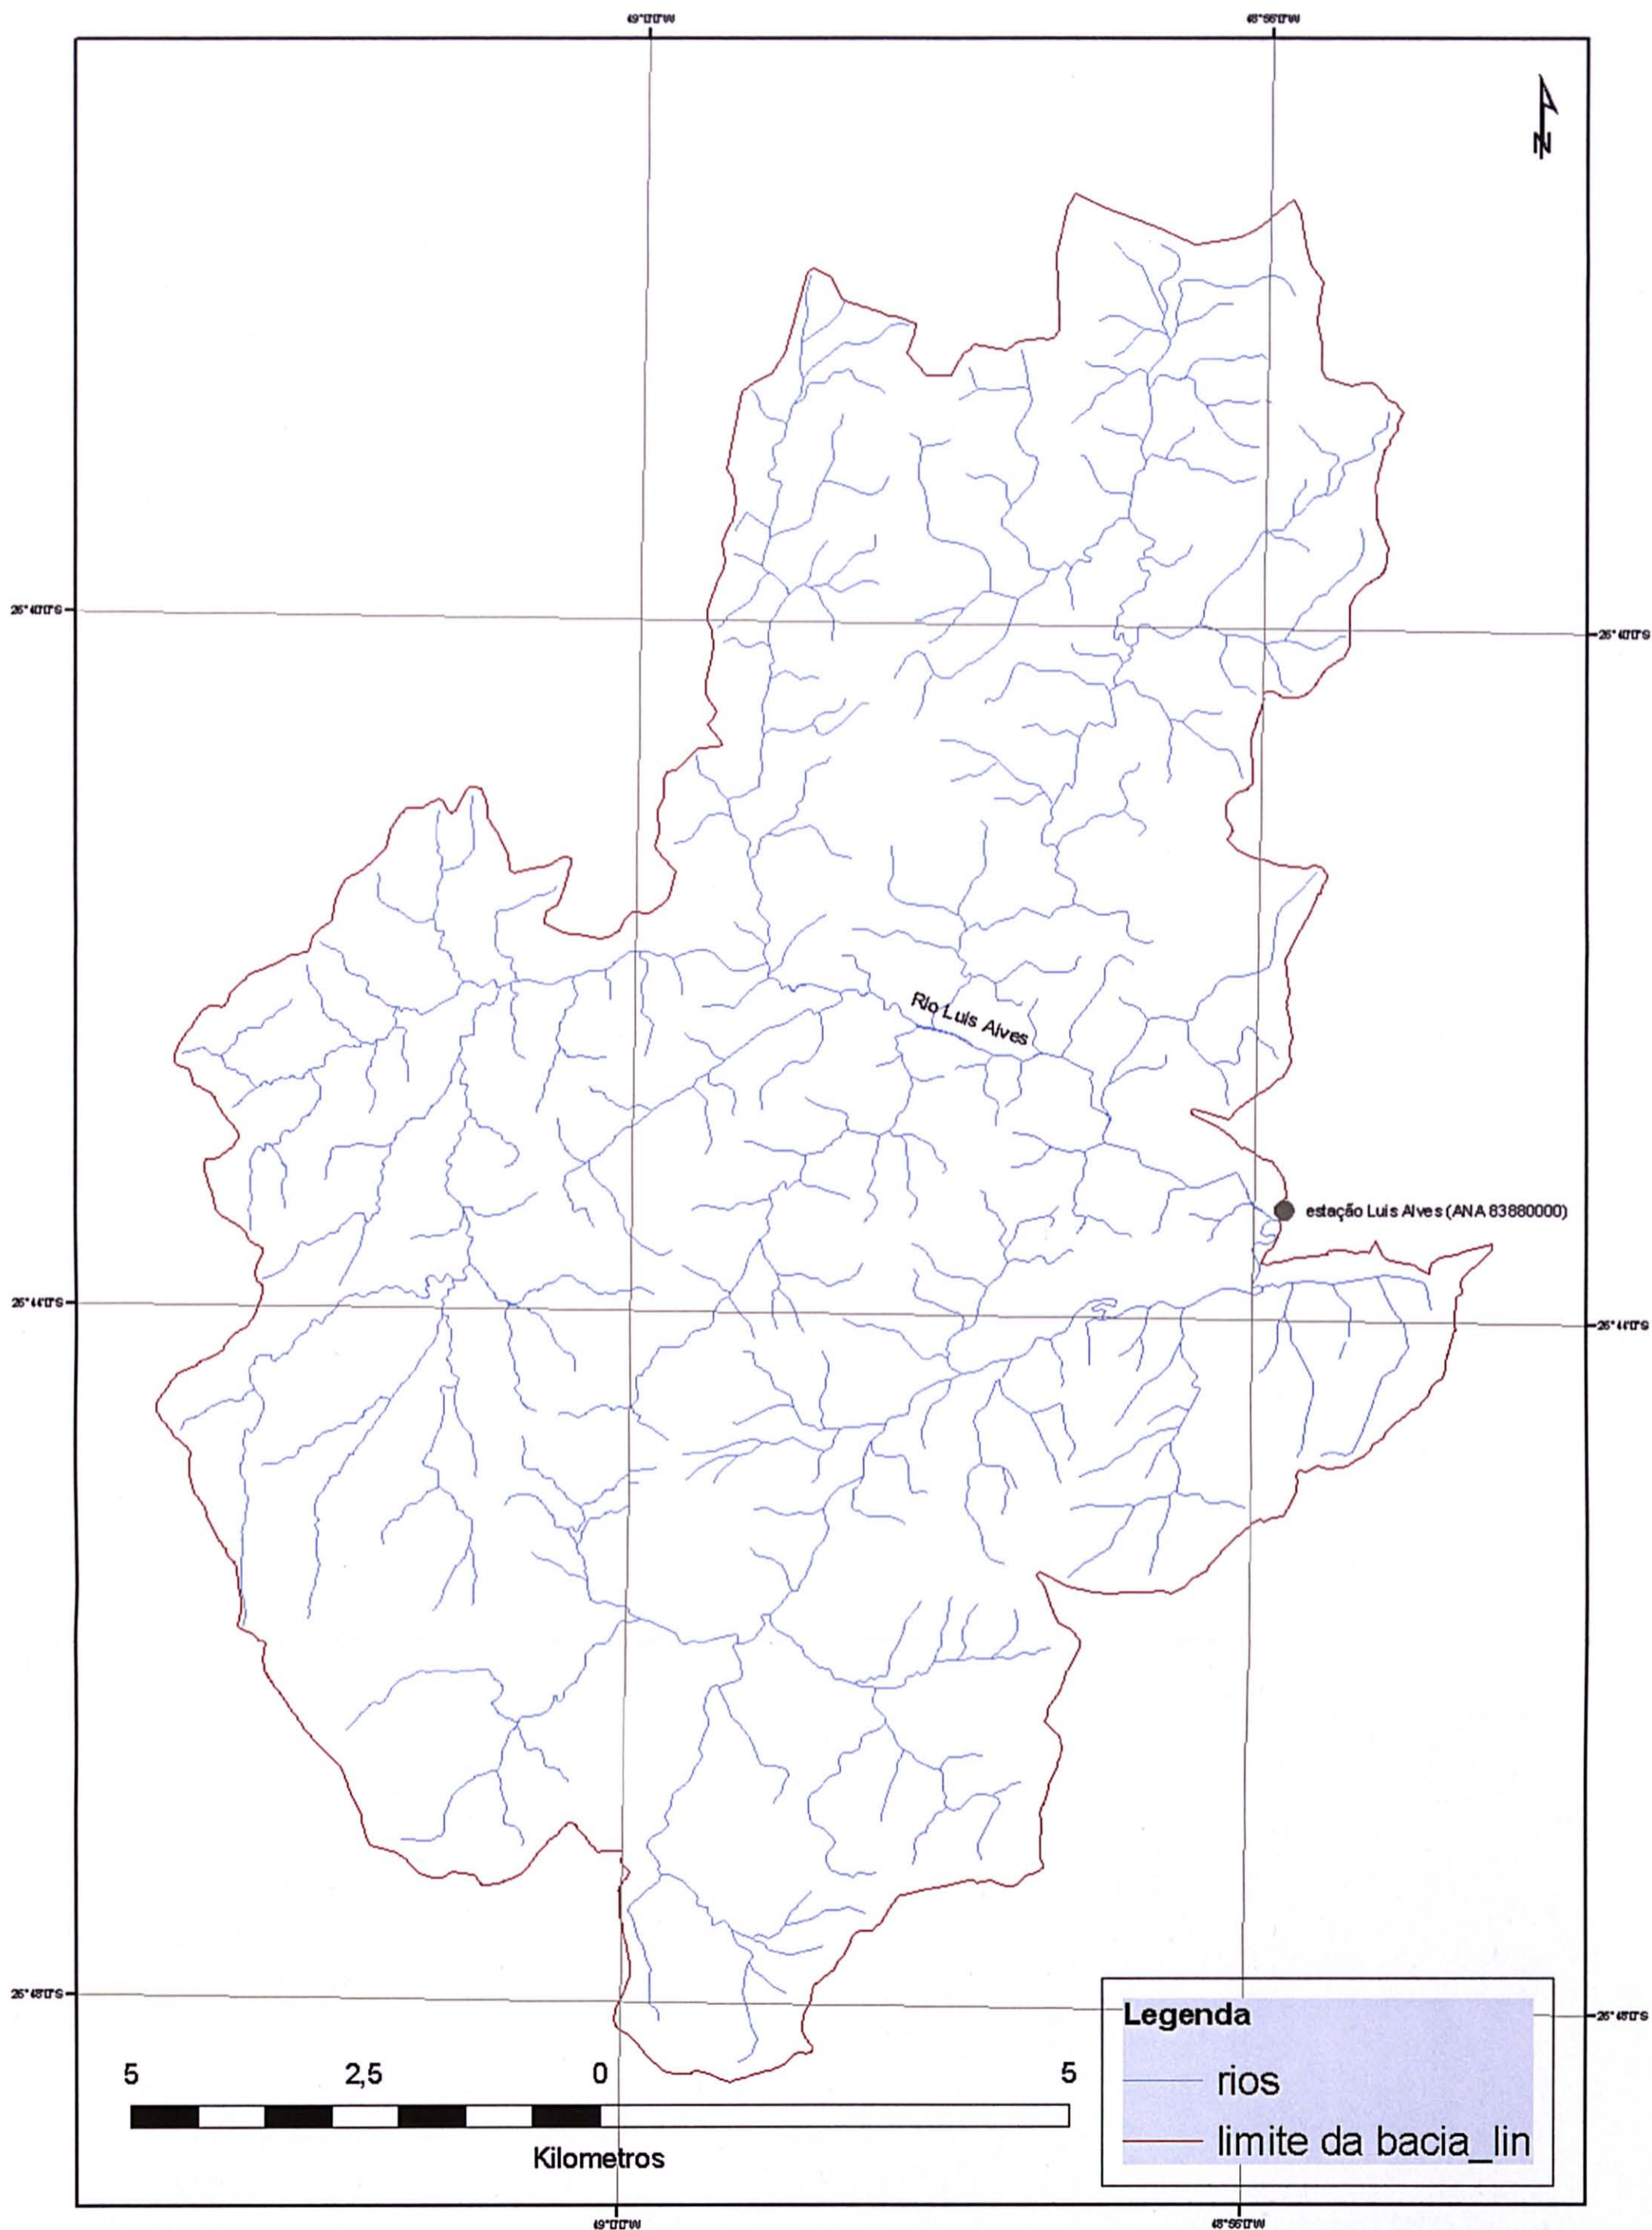 49°0'0"W
48°56'0"W
N
26°40'0"S
26°40'0"S
Rio Luis Alves
estação Luis Alves (ANA 83880000)
26°44'0"S
26°44'0"S
26°48'0"S
26°48'0"S
Legenda
rios
limite da bacia_lin
5 2,5 0 5
Kilometros
49°0'0"W
48°56'0"W